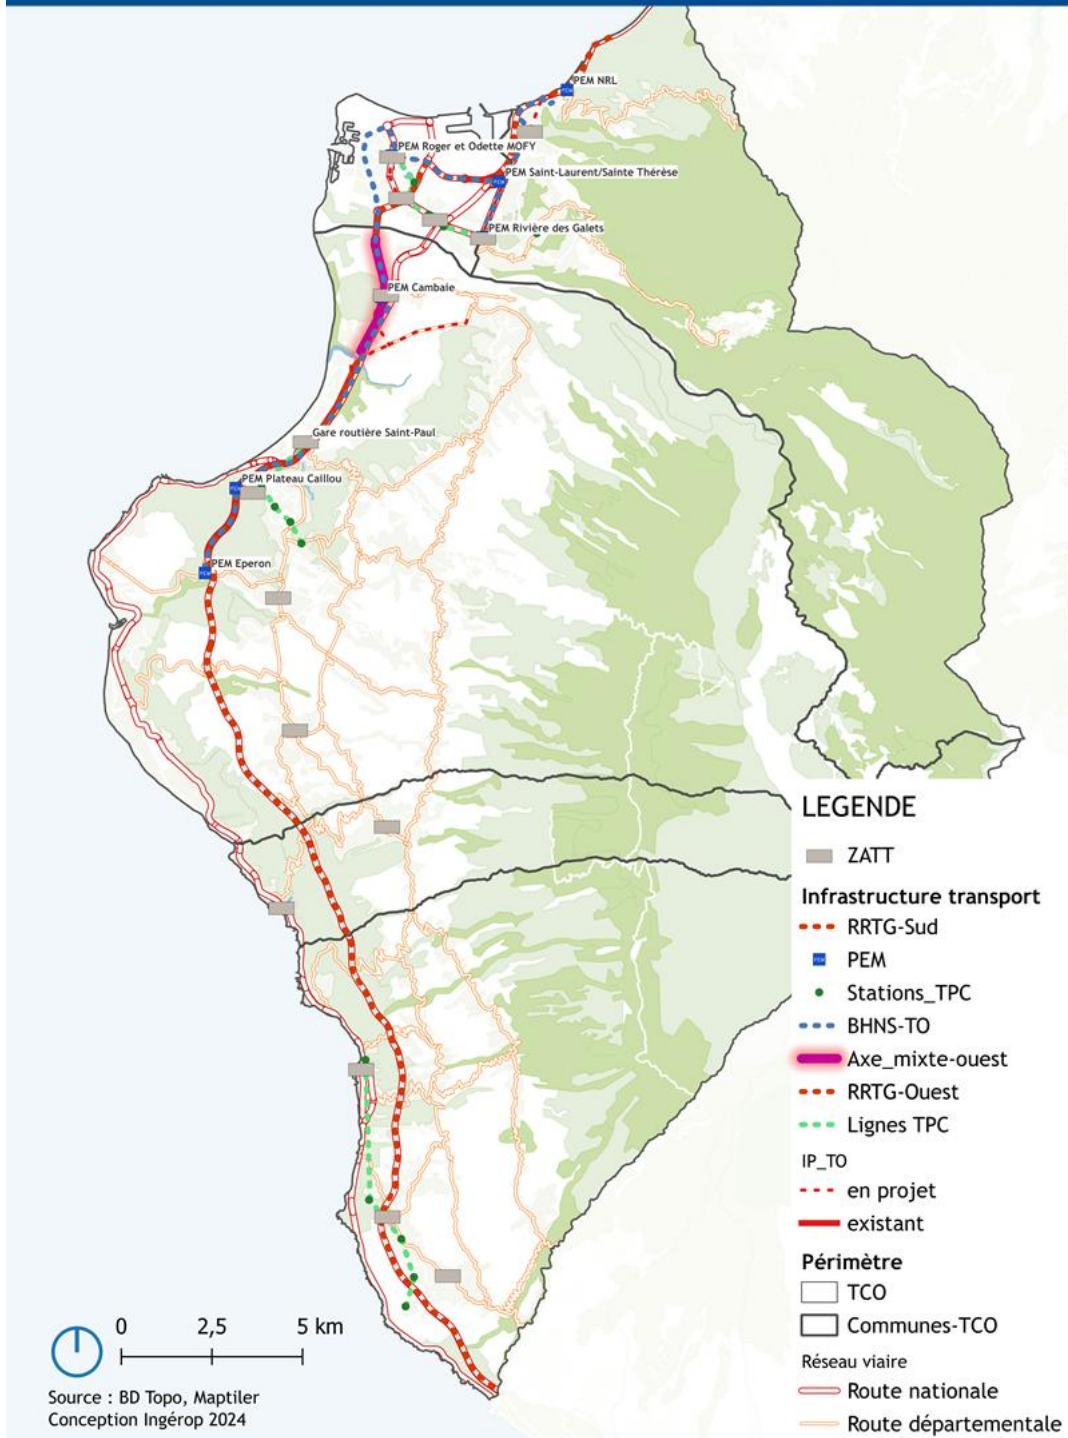 PEM NRL
PEM Roger et Odette MOFY
PEM Saint-Laurent/Sainte Thérèse
PEM
PEM Rivière des Galets
PEM Cambaie
Gare routière Saint-Paul
PEM Plateau Caillou
PEM Eperon
LEGENDE
ZATT
Infrastructure transport
RRTG-Sud
PEM
Stations_TPC
BHNS-TO
Axe_mixte-ouest
RRTG-Ouest
Lignes TPC
IP_TO
en projet
existant
Périmètre
TCO
Communes-TCO
Réseau viaire
Route nationale
Route départementale
0 2,5 5 km
Source : BD Topo, Maptiler
Conception Ingérop 2024